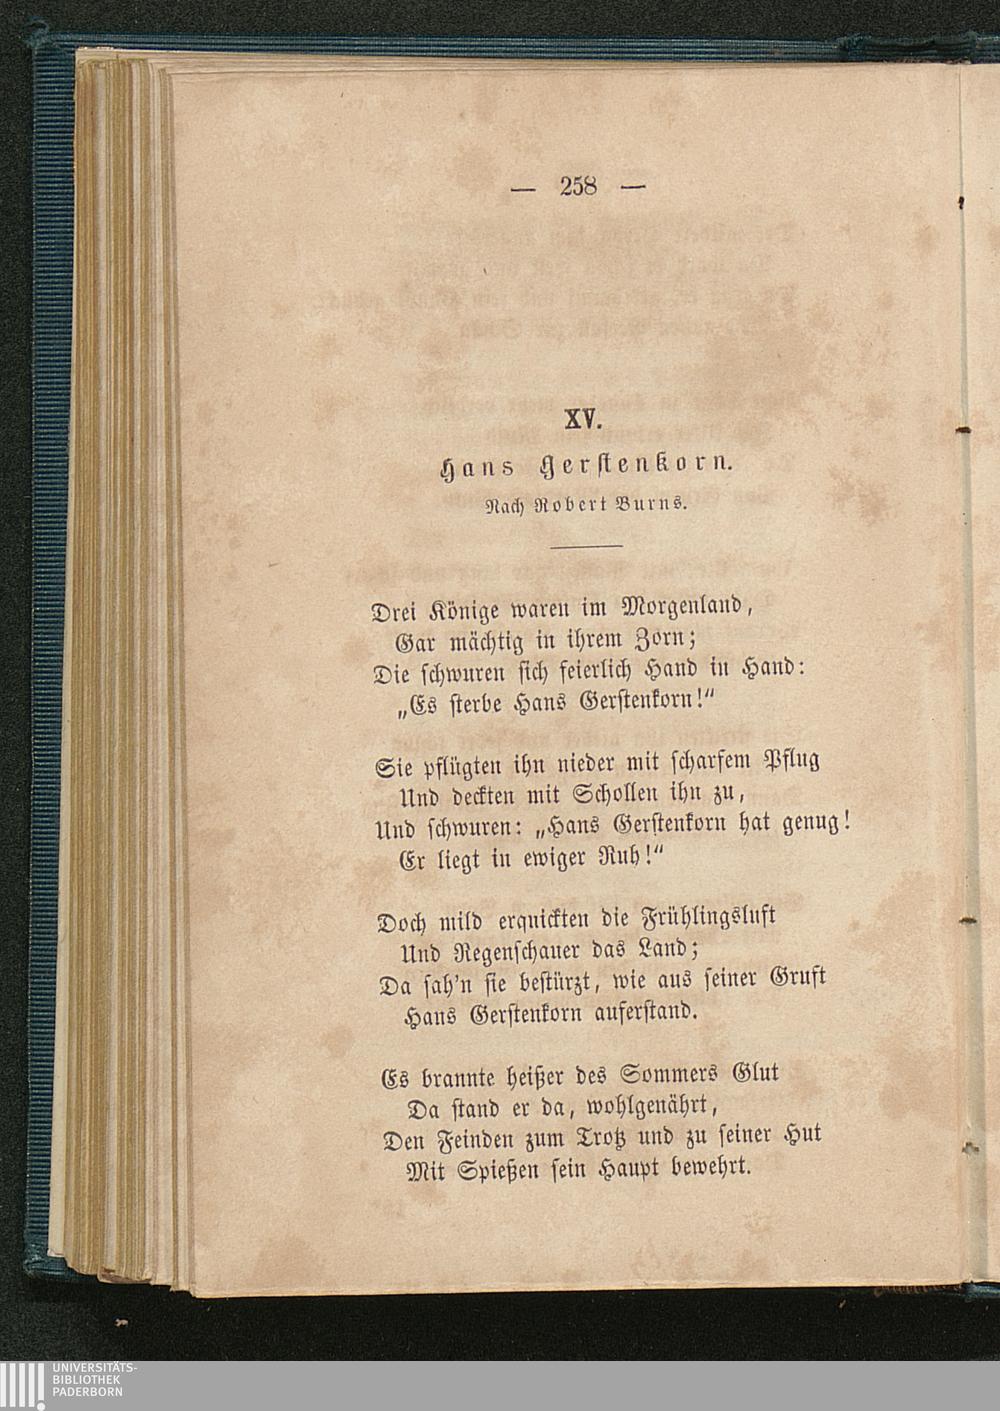 — 258 —
XV.
Hans Gerstenkorn.
Nach Robert Burns.
Drei Könige waren im Morgenland,
Gar mächtig in ihrem Zorn;
Die schwuren sich feierlich Hand in Hand:
„Es sterbe Hans Gerstenkorn!“
Sie pflügten ihn nieder mit scharfem Pflug
Und deckten mit Schollen ihn zu,
Und schwuren: „Hans Gerstenkorn hat genug!
Er liegt in ewiger Ruh!“
Doch mild erquickten die Frühlingsluft
Und Regenschauer das Land;
Da sah’n sie bestürzt, wie aus seiner Gruft
Hans Gerstenkorn auferstand.
Es brannte heißer des Sommers Glut
Da stand er da, wohlgenährt,
Den Feinden zum Trotz und zu seiner Hut
Mit Spießen sein Haupt bewehrt.
UNIVERSITÄTS-
BIBLIOTHEK
PADERBORN